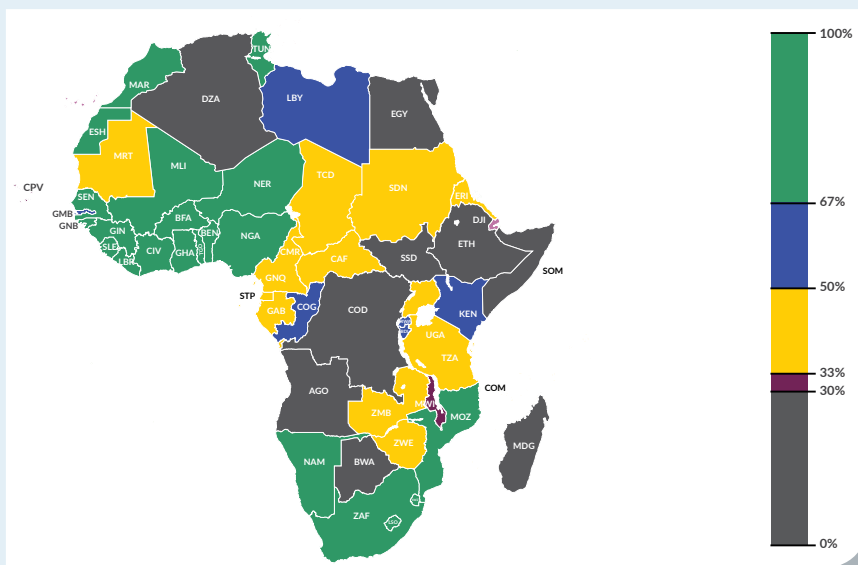 TUN
MAR
DZA
LBY
EGY
ESH
MRT
MLI
NER
TCD
SDN
ERI
CPV
SEN
GMB
GNB
GIN
BFA
BEN
NGA
DJI
SLE
LBR
CIV
GHA
CMR
CAF
SSD
ETH
SOM
GNQ
STP
GAB
COG
COD
UGA
KEN
TZA
COM
AGO
ZMB
MWI
MOZ
MDG
NAM
BWA
ZWE
ZAF
LSO
100%
67%
50%
33%
30%
0%